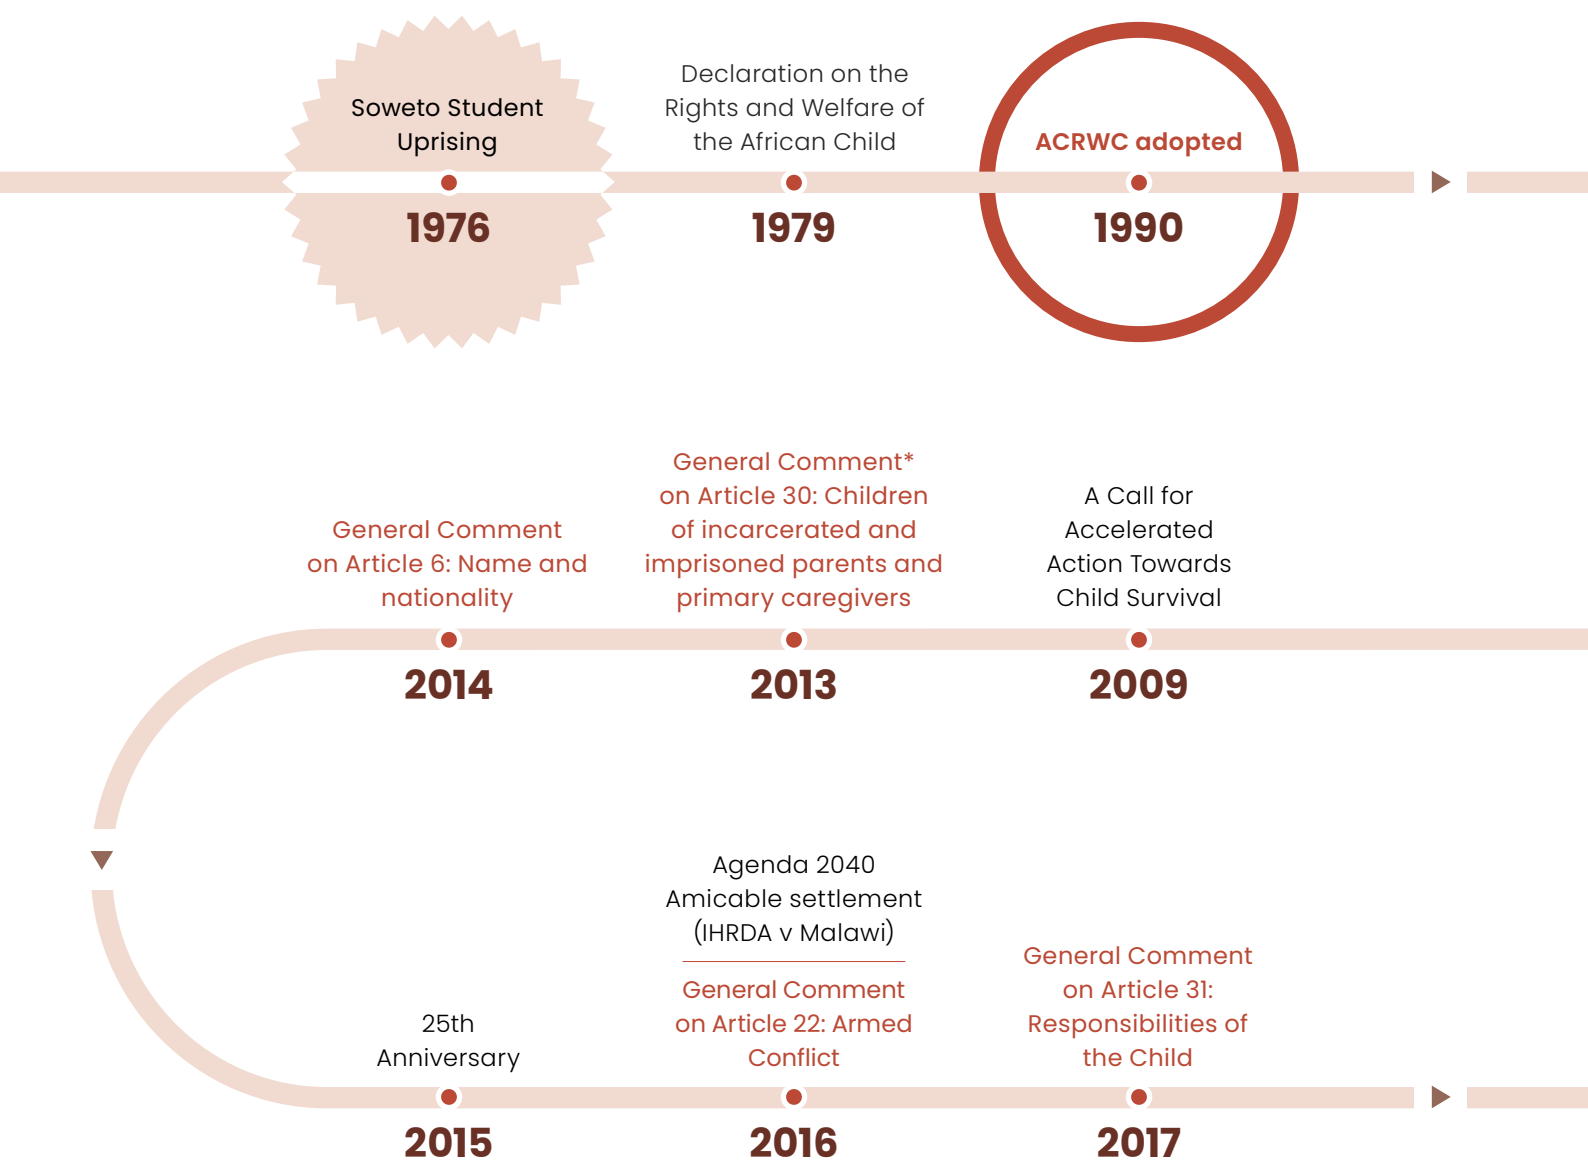 Soweto Student
Uprising
1976
Declaration on the
Rights and Welfare of
the African Child
1979
ACRWC adopted
1990
General Comment
on Article 6: Name and
nationality
2014
General Comment*
on Article 30: Children
of incarcerated and
imprisoned parents and
primary caregivers
2013
A Call for
Accelerated
Action Towards
Child Survival
2009
25th
Anniversary
2015
Agenda 2040
Amicable settlement
(IHRDA v Malawi)
General Comment
on Article 22: Armed
Conflict
2016
General Comment
on Article 31:
Responsibilities of
the Child
2017